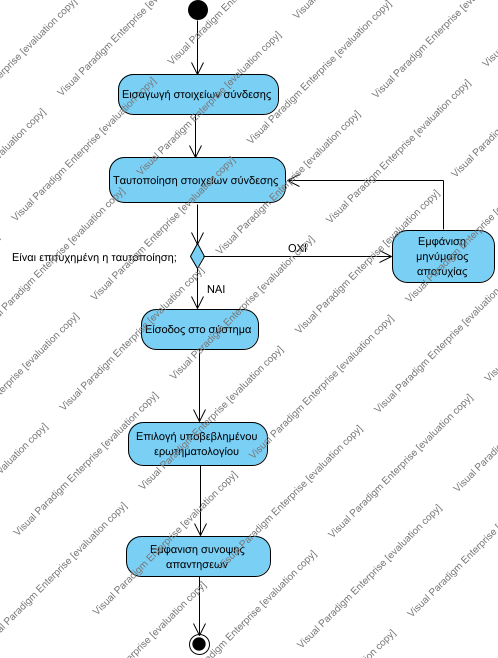 Εισαγωγή στοιχείων σύνδεσης
Ταυτοποίηση στοιχείων σύνδεσης
Είναι επιτυχημένη η ταυτοποίηση;
ΟΧΙ
Εμφάνιση
μηνύματος
αποτυχίας
ΝΑΙ
Είσοδος στο σύστημα
Επιλογή υποβεβλημένου
ερωτηματολογίου
Εμφανιση συνοψης
απαντησεων
Visual Paradigm Enterprise [evaluation copy]